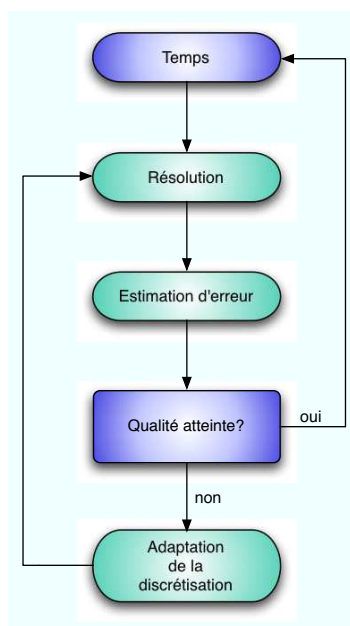 Temps
Résolution
Estimation d'erreur
Qualité atteinte?
oui
non
Adaptation
de la
discrétisation